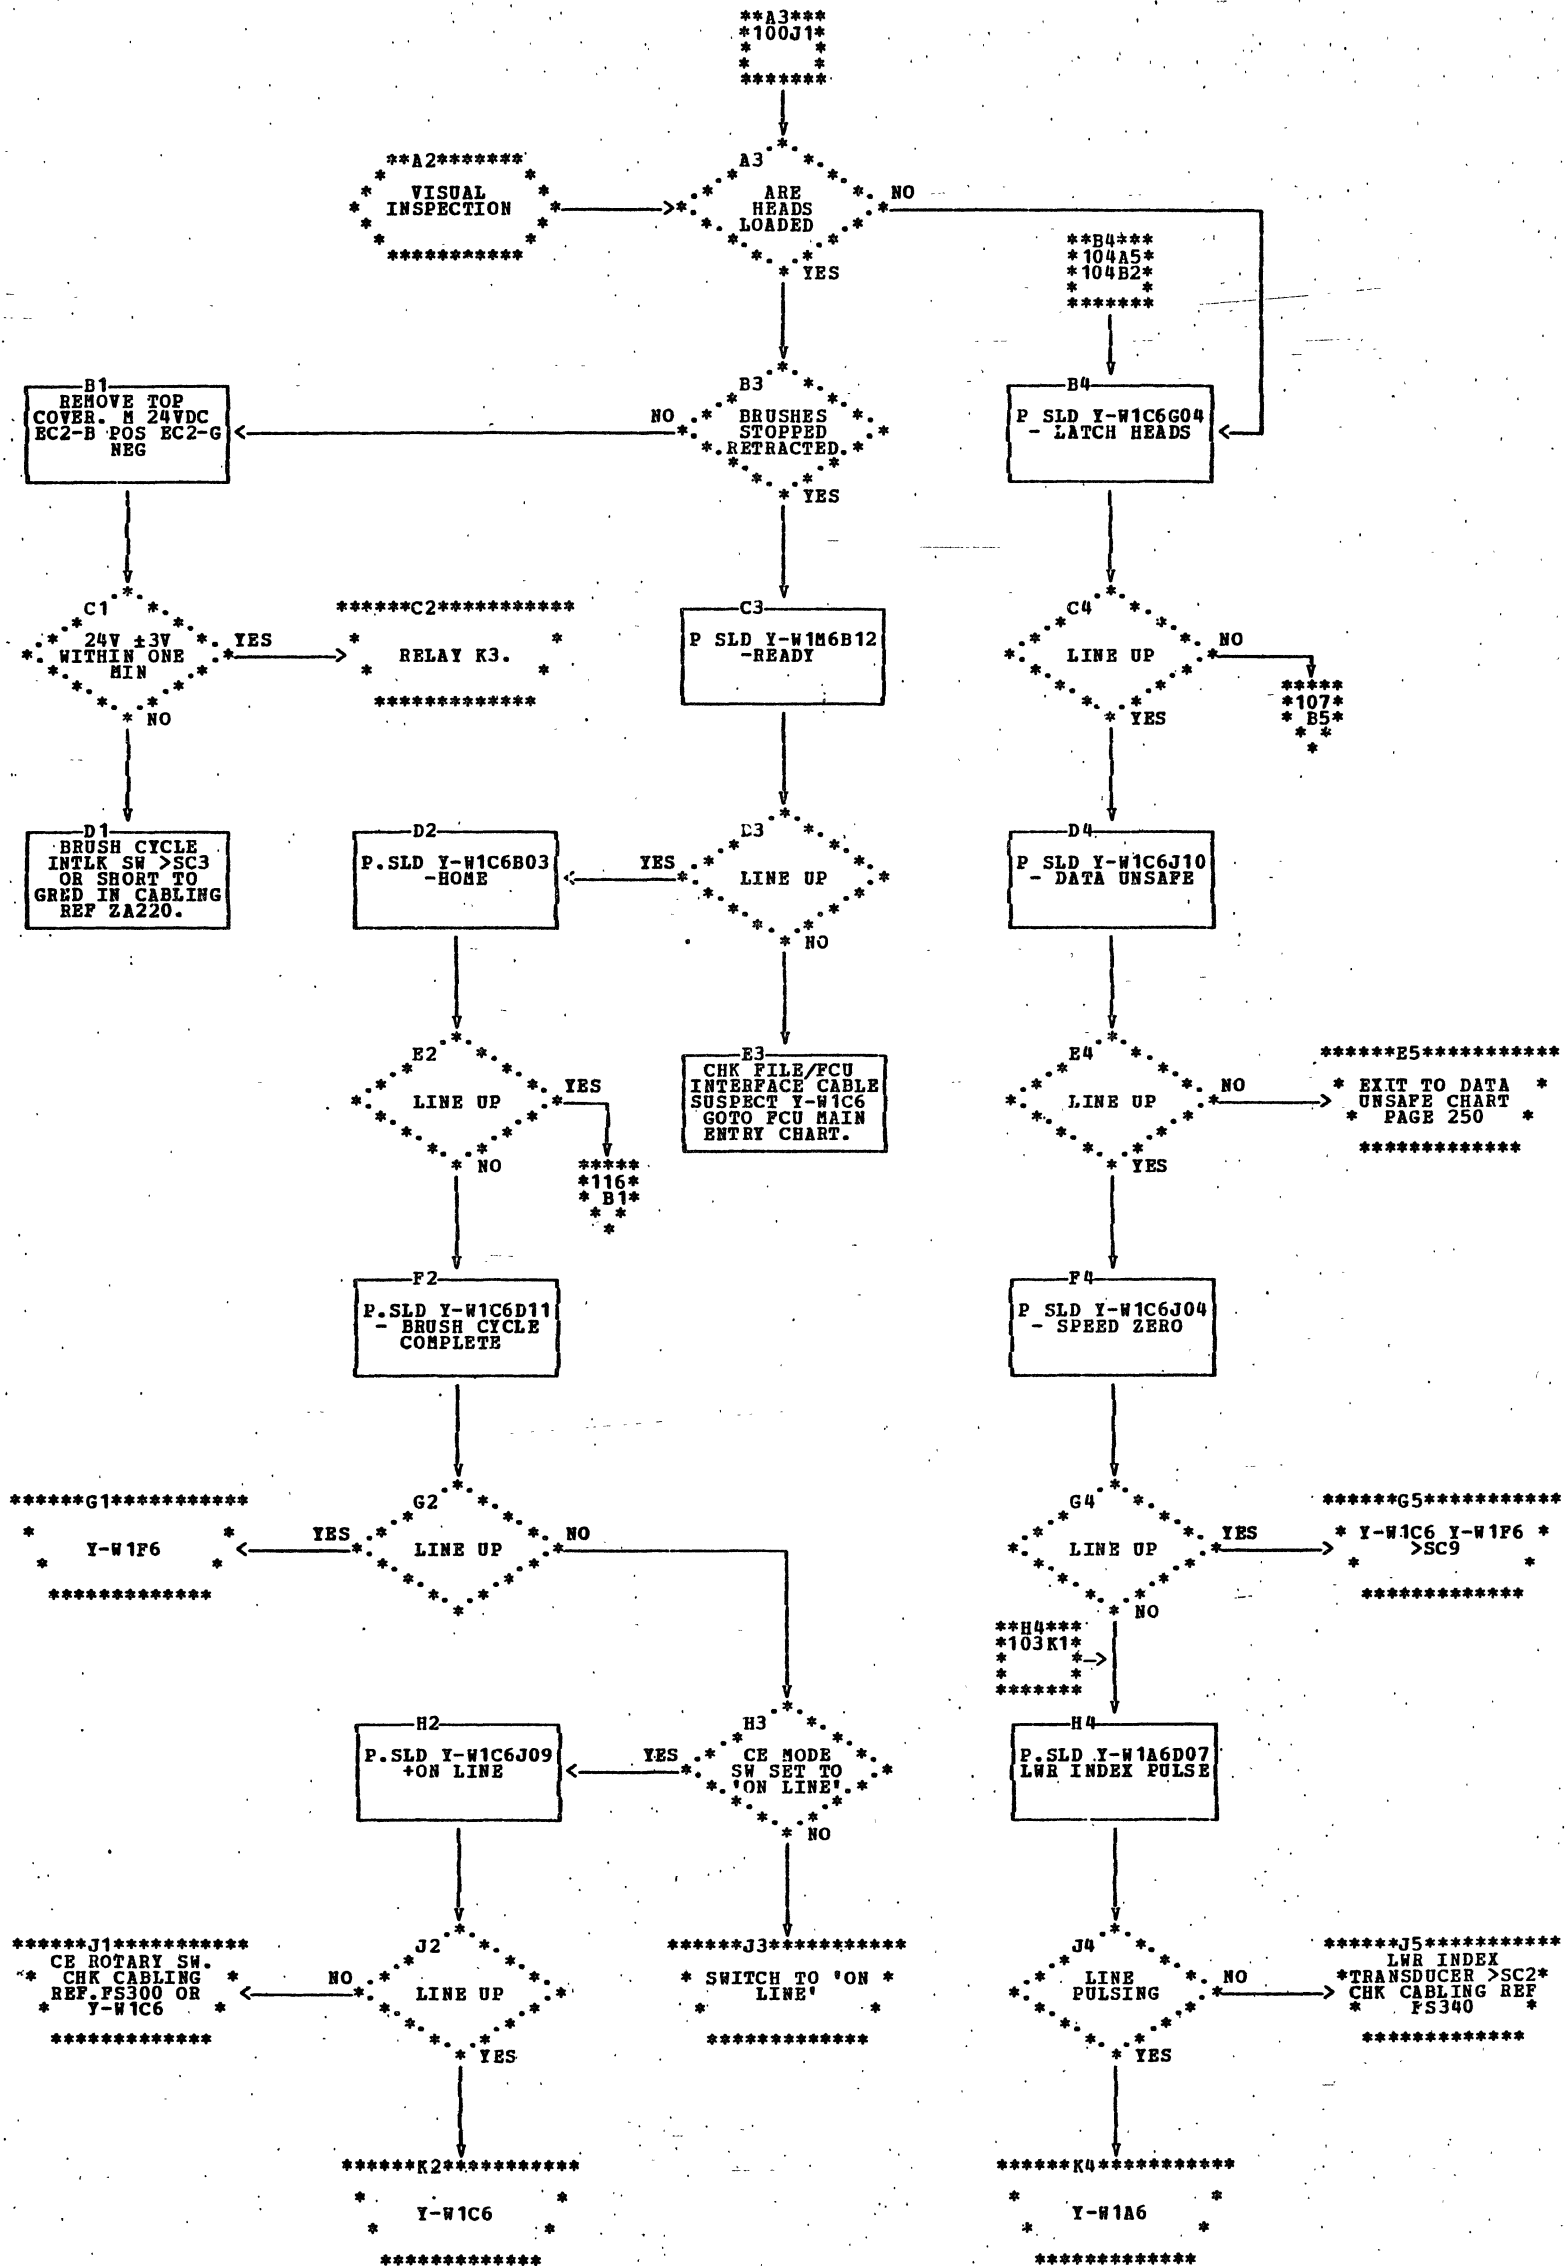 **A3***
*100J1*
* *
* *
*******
**A2*******
VISUAL
INSPECTION
***********
A3
ARE
HEADS
LOADED
NO
YES
**B4***
*104A5*
*104B2*
* *
*******
B1
REMOVE TOP
COVER. M 24VDC
EC2-B POS EC2-G
NEG
B3
BRUSHES
STOPPED
RETRACTED.
NO
YES
B4
P SLD Y-W1C6G04
- LATCH HEADS
C1
24V ±3V
WITHIN ONE
MIN
YES
NO
******C2***********
RELAY K3.
*************
C3
P SLD Y-W1M6B12
-READY
C4
LINE UP
NO
YES
*****
*107*
* B5*
* *
*
D1
BRUSH CYCLE
INTLK SW >SC3
OR SHORT TO
GRED IN CABLING
REF ZA220.
D2
P.SLD Y-W1C6B03
-HOME
D3
LINE UP
YES
NO
D4
P SLD Y-W1C6J10
- DATA UNSAFE
E2
LINE UP
YES
NO
*****
*116*
* B1*
* *
*
E3
CHK FILE/FCU
INTERFACE CABLE
SUSPECT Y-W1C6
GOTO FCU MAIN
ENTRY CHART.
E4
LINE UP
NO
YES
******E5***********
* EXIT TO DATA *
UNSAFE CHART
* PAGE 250 *
*************
F2
P.SLD Y-W1C6D11
- BRUSH CYCLE
COMPLETE
F4
P SLD Y-W1C6J04
- SPEED ZERO
******G1***********
Y-W1F6
*************
G2
LINE UP
YES
NO
G4
LINE UP
YES
NO
******G5***********
* Y-W1C6 Y-W1F6 *
>SC9
*************
**H4***
*103K1*
* *
* *
*******
H2
P.SLD Y-W1C6J09
+ON LINE
H3
CE MODE
SW SET TO
'ON LINE'.
YES
NO
H4
P.SLD Y-W1A6D07
LWR INDEX PULSE
******J1***********
CE ROTARY SW.
* CHK CABLING *
REF.FS300 OR
* Y-W1C6 *
*************
J2
LINE UP
NO
YES
******J3***********
* SWITCH TO 'ON *
LINE'
*************
J4
LINE
PULSING
NO
YES
******J5***********
LWR INDEX
*TRANSDUCER >SC2*
CHK CABLING REF
* FS340 *
*************
******K2***********
Y-W1C6
*************
******K4***********
Y-W1A6
*************